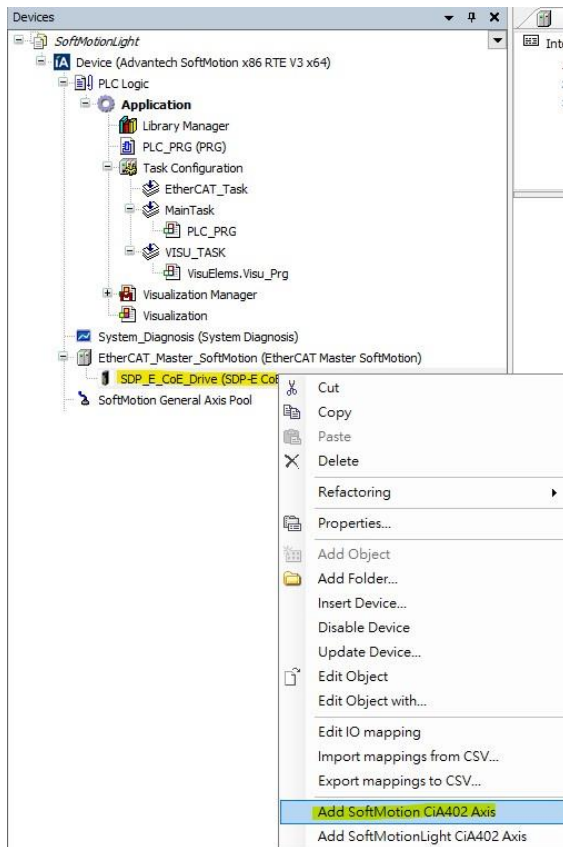 Devices
SoftMotionLight
Device (Advantech SoftMotion x86 RTE V3 x64)
PLC Logic
Application
Library Manager
PLC_PRG (PRG)
Task Configuration
EtherCAT_Task
MainTask
PLC_PRG
VISU_TASK
VisuElems.Visu_Prg
Visualization Manager
Visualization
System_Diagnosis (System Diagnosis)
EtherCAT_Master_SoftMotion (EtherCAT Master SoftMotion)
SDP_E_CoE_Drive (SDP-E CoE
SoftMotion General Axis Pool
Cut
Copy
Paste
Delete
Refactoring
Properties...
Add Object
Add Folder...
Insert Device...
Disable Device
Update Device...
Edit Object
Edit Object with...
Edit IO mapping
Import mappings from CSV...
Export mappings to CSV...
Add SoftMotion CiA402 Axis
Add SoftMotionLight CiA402 Axis